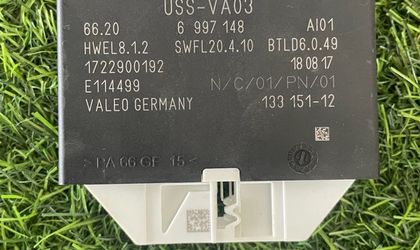 USS-VA03
66.20 6 997 148 AI01
HWEL8.1.2 SWFL20.4.10 BTLD6.0.49
1722900192 18 08 17
E114499 N/C/01/PN/01
VALEO GERMANY 133 151-12
>PA 66 GF 15<